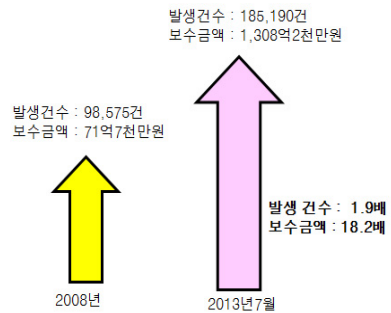 발생건수 : 185,190건
보수금액 : 1,308억2천만원
발생건수 : 98,575건
보수금액 : 71억7천만원
발생 건수 : 1.9배
보수금액 : 18.2배
2008년
2013년7월